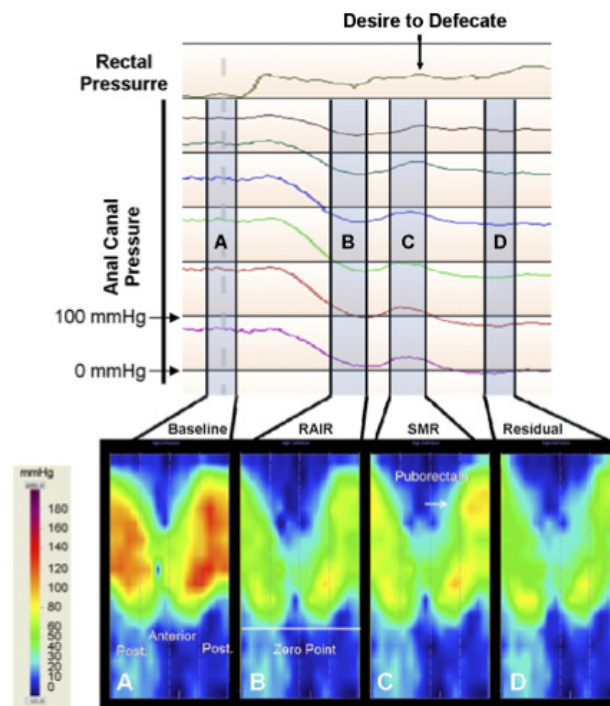 Desire to Defecate
Rectal
Pressurre
Anal Canal
Pressure
A
B
C
D
100 mmHg
0 mmHg
Baseline
RAIR
SMR
Residual
mmHg
180
160
140
120
100
80
60
50
40
30
20
10
0
Puborectalis
Post.
Anterior
Post.
Zero Point
A
B
C
D